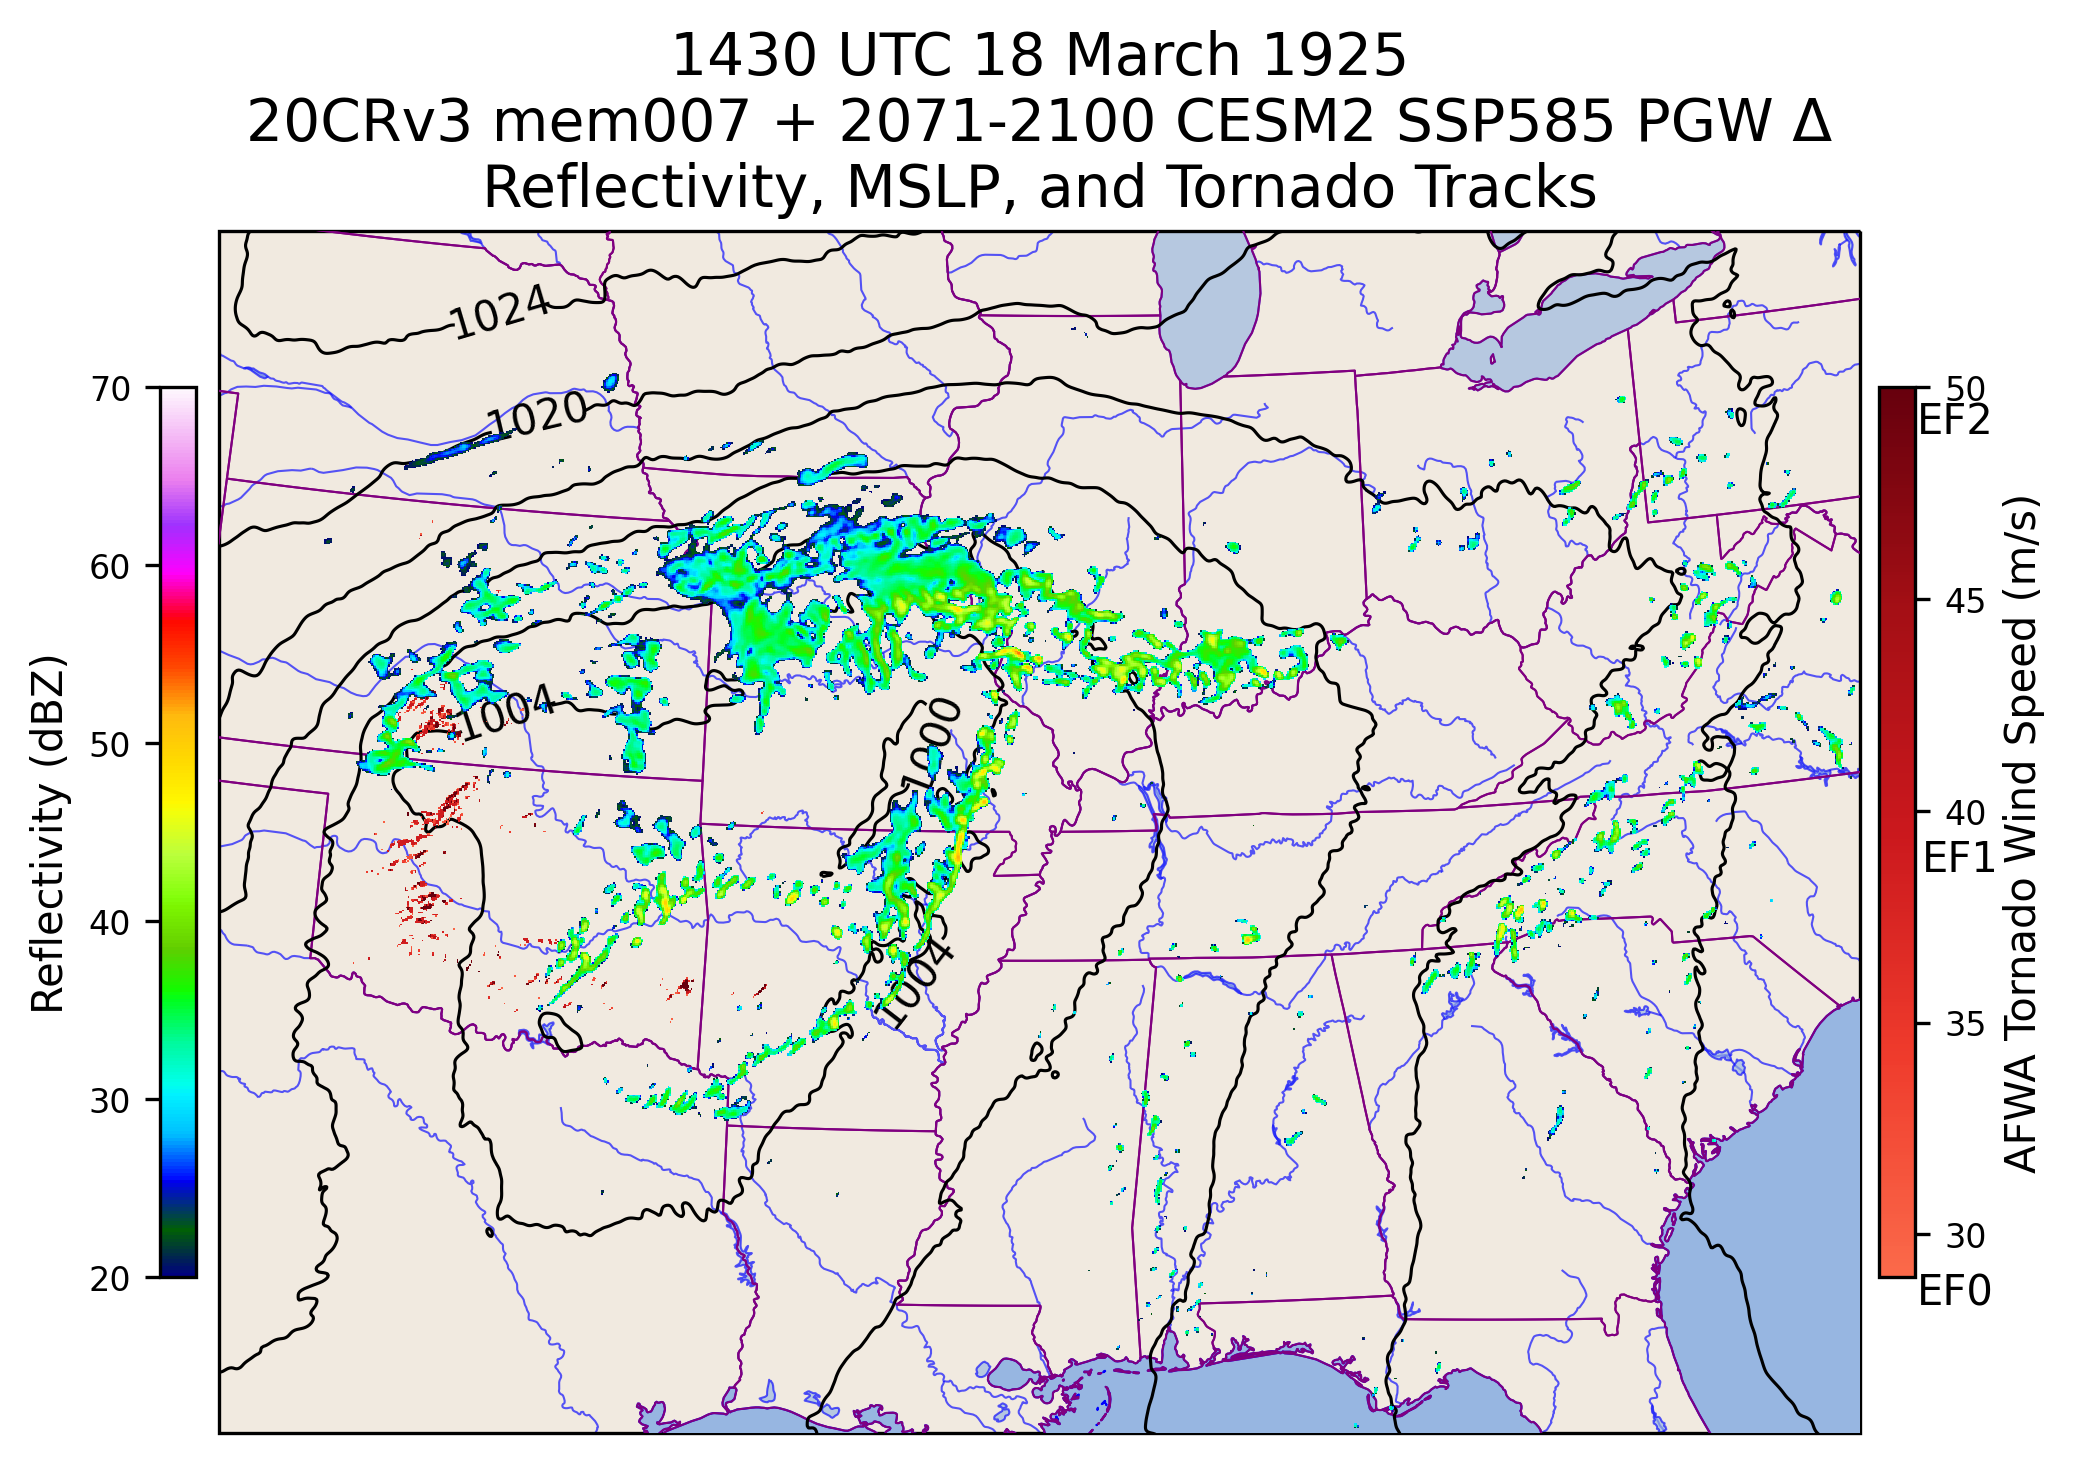 1430 UTC 18 March 1925
20CRv3 mem007 + 2071-2100 CESM2 SSP585 PGW Δ
Reflectivity, MSLP, and Tornado Tracks
Reflectivity (dBZ)
70
60
50
40
30
20
1024
1020
1004
1000
1004
50
EF2
45
40
EF1
35
30
EF0
AFWA Tornado Wind Speed (m/s)